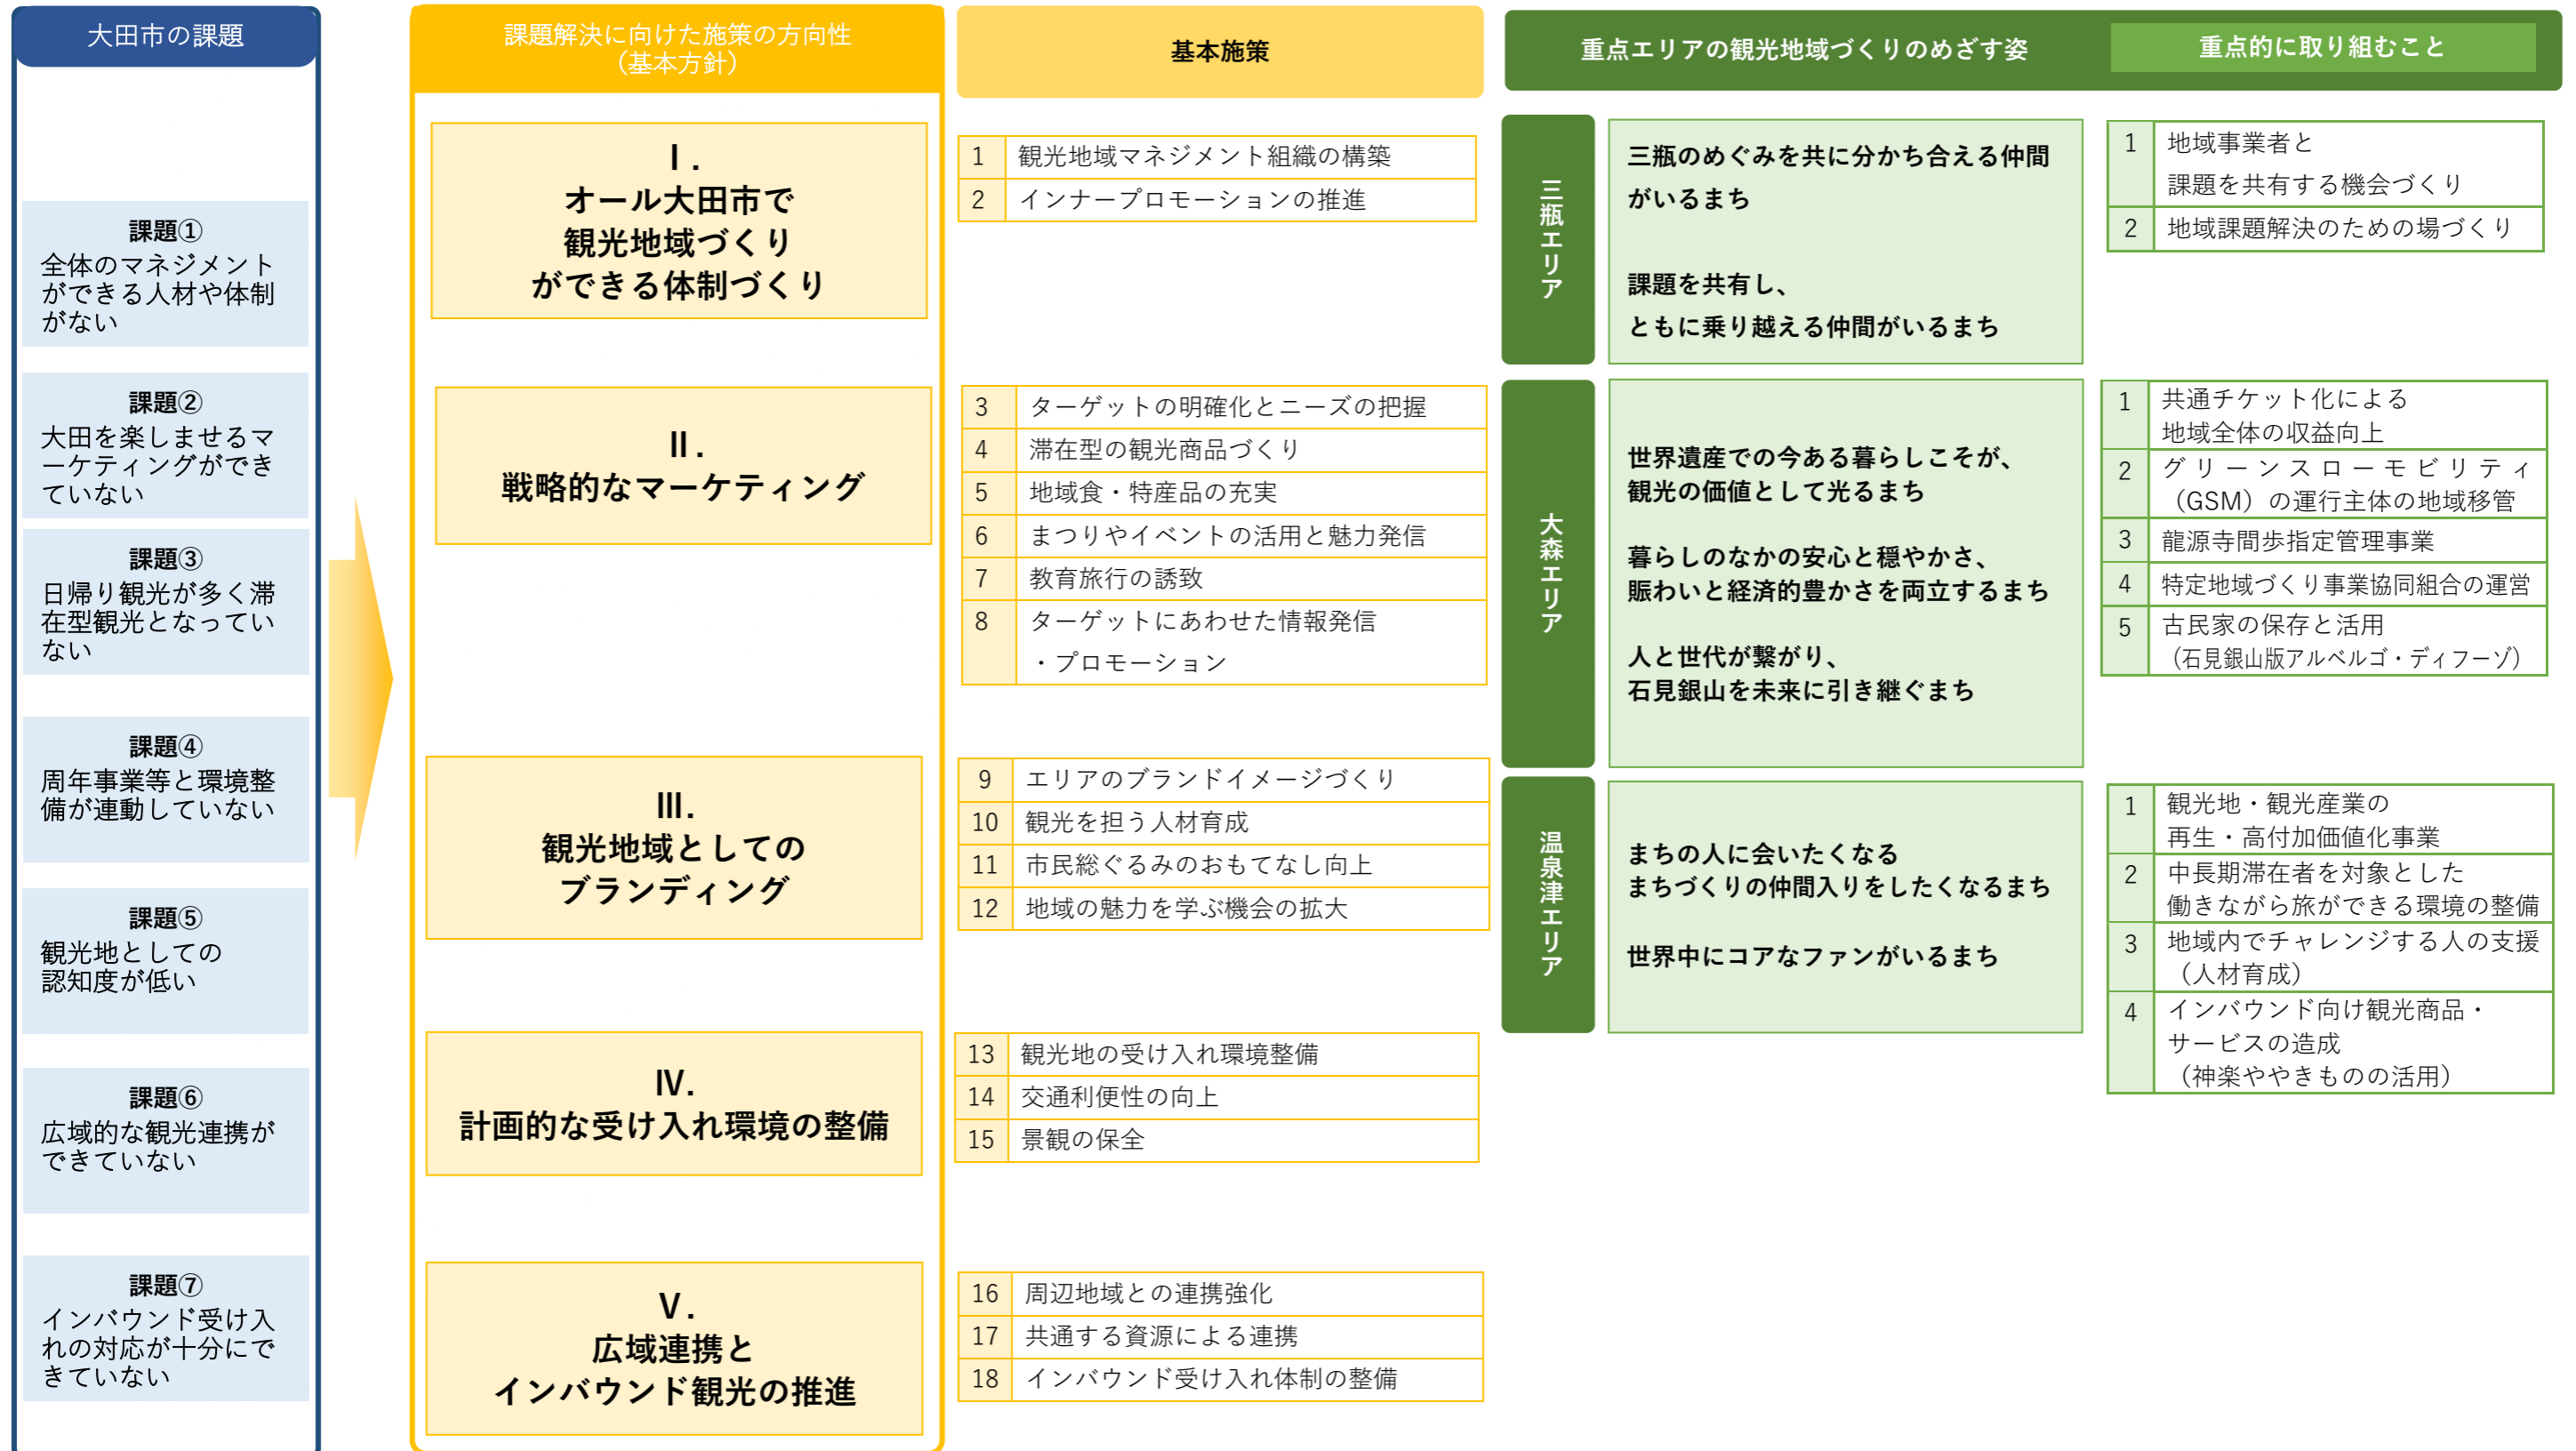 大田市の課題
課題①
全体のマネジメント
ができる人材や体制
がない
課題②
大田を楽しませるマ
ーケティングができ
ていない
課題③
日帰り観光が多く滞
在型観光となってい
ない
課題④
周年事業等と環境整
備が連動していない
課題⑤
観光地としての
認知度が低い
課題⑥
広域的な観光連携が
できていない
課題⑦
インバウンド受け入
れの対応が十分にで
きていない
課題解決に向けた施策の方向性
（基本方針）
Ⅰ.
オール大田市で
観光地域づくり
ができる体制づくり
Ⅱ.
戦略的なマーケティング
Ⅲ.
観光地域としての
ブランディング
Ⅳ.
計画的な受け入れ環境の整備
Ⅴ.
広域連携と
インバウンド観光の推進
基本施策
1 観光地域マネジメント組織の構築
2 インナープロモーションの推進
3 ターゲットの明確化とニーズの把握
4 滞在型の観光商品づくり
5 地域食・特産品の充実
6 まつりやイベントの活用と魅力発信
7 教育旅行の誘致
8 ターゲットにあわせた情報発信
・プロモーション
9 エリアのブランドイメージづくり
10 観光を担う人材育成
11 市民総ぐるみのおもてなし向上
12 地域の魅力を学ぶ機会の拡大
13 観光地の受け入れ環境整備
14 交通利便性の向上
15 景観の保全
16 周辺地域との連携強化
17 共通する資源による連携
18 インバウンド受け入れ体制の整備
重点エリアの観光地域づくりのめざす姿
重点的に取り組むこと
三瓶エリア
三瓶のめぐみを共に分かち合える仲間
がいるまち
課題を共有し、
ともに乗り越える仲間がいるまち
1 地域事業者と
課題を共有する機会づくり
2 地域課題解決のための場づくり
大森エリア
世界遺産での今ある暮らしこそが、
観光の価値として光るまち
暮らしのなかの安心と穏やかさ、
賑わいと経済的豊かさを両立するまち
人と世代が繋がり、
石見銀山を未来に引き継ぐまち
1 共通チケット化による
地域全体の収益向上
2 グリーンスローモビリティ
（GSM）の運行主体の地域移管
3 龍源寺間歩指定管理事業
4 特定地域づくり事業協同組合の運営
5 古民家の保存と活用
（石見銀山版アルベルゴ・ディフーゾ）
温泉津エリア
まちの人に会いたくなる
まちづくりの仲間入りをしたくなるまち
世界中にコアなファンがいるまち
1 観光地・観光産業の
再生・高付加価値化事業
2 中長期滞在者を対象とした
働きながら旅ができる環境の整備
3 地域内でチャレンジする人の支援
（人材育成）
4 インバウンド向け観光商品・
サービスの造成
（神楽ややきものの活用）